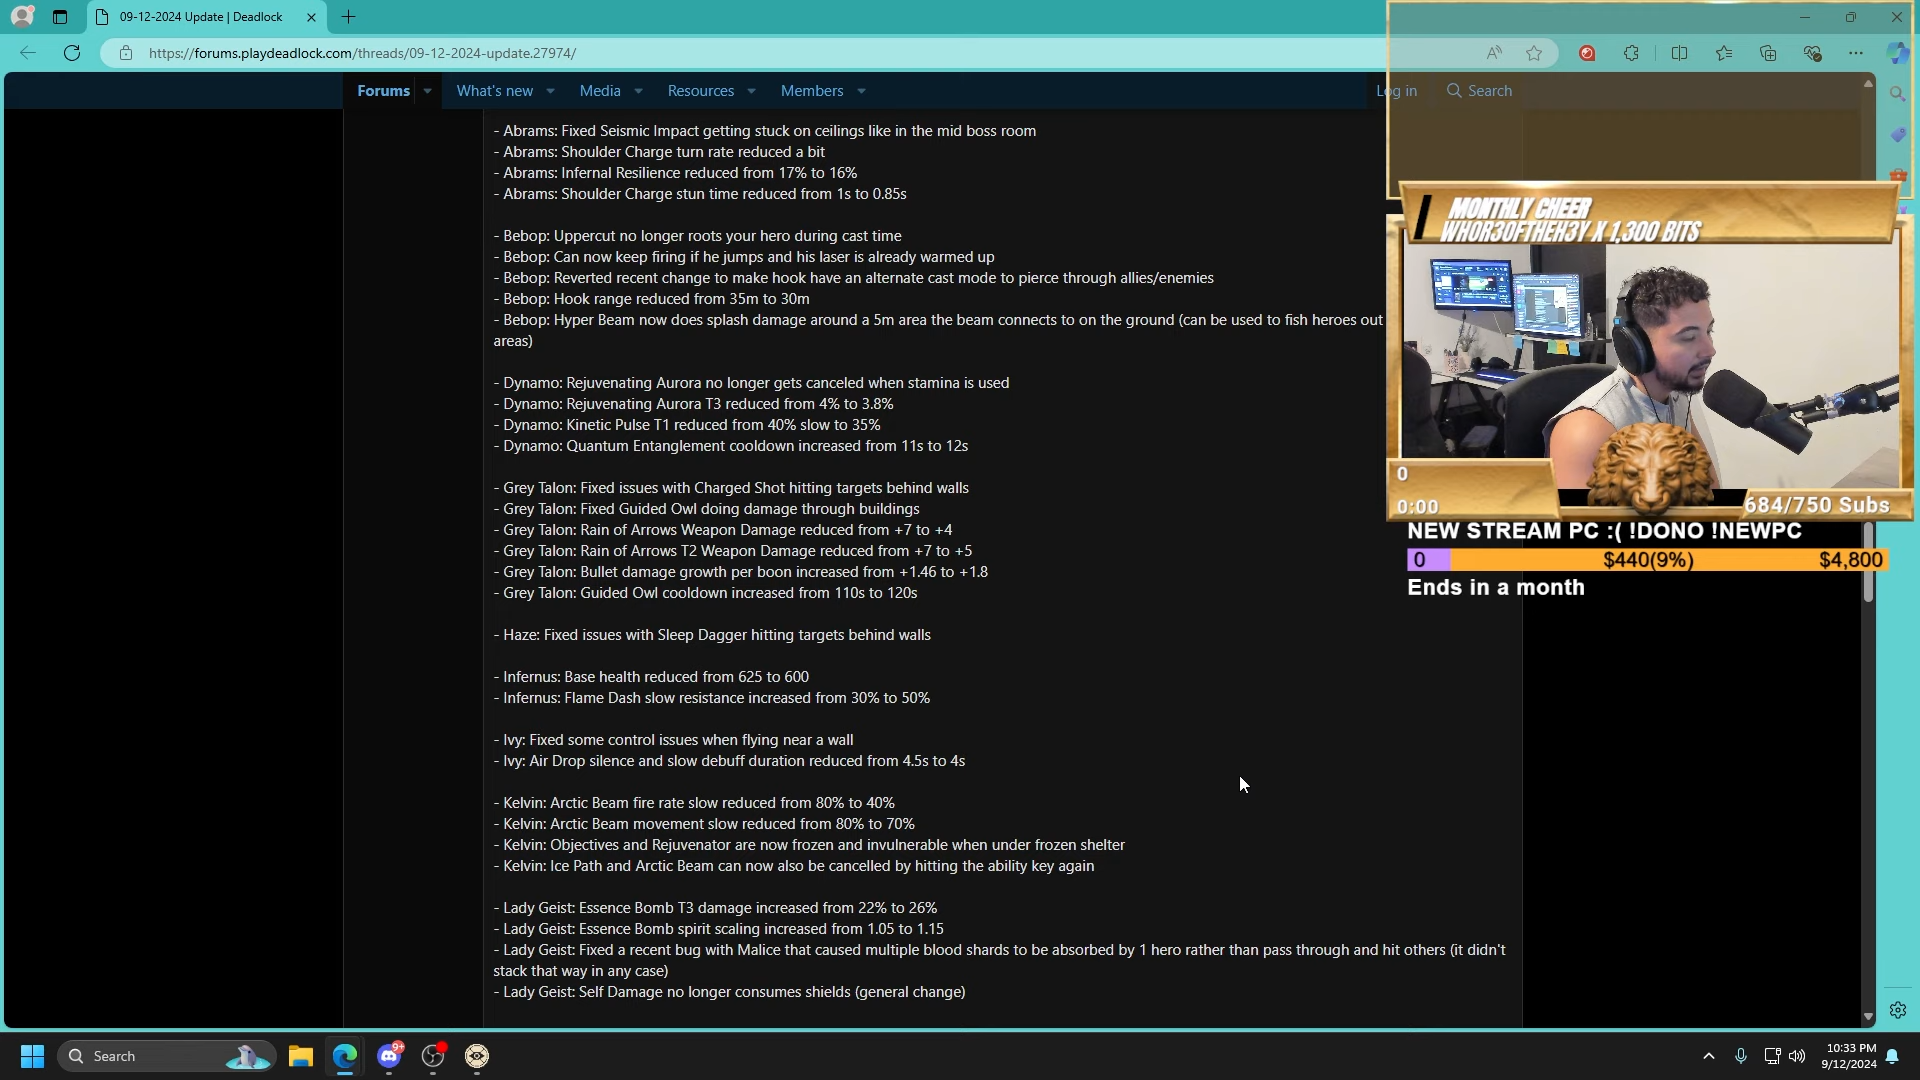 09-12-2024 Update | Deadlock
https://forums.playdeadlock.com/threads/09-12-2024-update.27974/
Forums What's new Media Resources Members Log in Search
- Abrams: Fixed Seismic Impact getting stuck on ceilings like in the mid boss room
- Abrams: Shoulder Charge turn rate reduced a bit
- Abrams: Infernal Resilience reduced from 17% to 16%
- Abrams: Shoulder Charge stun time reduced from 1s to 0.85s
- Bebop: Uppercut no longer roots your hero during cast time
- Bebop: Can now keep firing if he jumps and his laser is already warmed up
- Bebop: Reverted recent change to make hook have an alternate cast mode to pierce through allies/enemies
- Bebop: Hook range reduced from 35m to 30m
- Bebop: Hyper Beam now does splash damage around a 5m area the beam connects to on the ground (can be used to fish heroes out
areas)
- Dynamo: Rejuvenating Aurora no longer gets canceled when stamina is used
- Dynamo: Rejuvenating Aurora T3 reduced from 4% to 3.8%
- Dynamo: Kinetic Pulse T1 reduced from 40% slow to 35%
- Dynamo: Quantum Entanglement cooldown increased from 11s to 12s
- Grey Talon: Fixed issues with Charged Shot hitting targets behind walls
- Grey Talon: Fixed Guided Owl doing damage through buildings
- Grey Talon: Rain of Arrows Weapon Damage reduced from +7 to +4
- Grey Talon: Rain of Arrows T2 Weapon Damage reduced from +7 to +5
- Grey Talon: Bullet damage growth per boon increased from +1.46 to +1.8
- Grey Talon: Guided Owl cooldown increased from 110s to 120s
- Haze: Fixed issues with Sleep Dagger hitting targets behind walls
- Infernus: Base health reduced from 625 to 600
- Infernus: Flame Dash slow resistance increased from 30% to 50%
- Ivy: Fixed some control issues when flying near a wall
- Ivy: Air Drop silence and slow debuff duration reduced from 4.5s to 4s
- Kelvin: Arctic Beam fire rate slow reduced from 80% to 40%
- Kelvin: Arctic Beam movement slow reduced from 80% to 70%
- Kelvin: Objectives and Rejuvenator are now frozen and invulnerable when under frozen shelter
- Kelvin: Ice Path and Arctic Beam can now also be cancelled by hitting the ability key again
- Lady Geist: Essence Bomb T3 damage increased from 22% to 26%
- Lady Geist: Essence Bomb spirit scaling increased from 1.05 to 1.15
- Lady Geist: Fixed a recent bug with Malice that caused multiple blood shards to be absorbed by 1 hero rather than pass through and hit others (it didn't
stack that way in any case)
- Lady Geist: Self Damage no longer consumes shields (general change)
MONTHLY CHEER
WHOR3OFTHEH3Y X 1,300 BITS
0
0:00
684/750 Subs
NEW STREAM PC :( !DONO !NEWPC
0 $440(9%) $4,800
Ends in a month
Search
9+
10:33 PM
9/12/2024